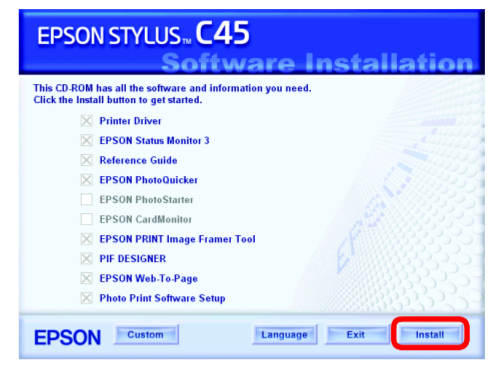 EPSON STYLUS™ C45
Software Installation
This CD-ROM has all the software and information you need.
Click the Install button to get started.
Printer Driver
EPSON Status Monitor 3
Reference Guide
EPSON PhotoQuicker
EPSON PhotoStarter
EPSON CardMonitor
EPSON PRINT Image Framer Tool
PIF DESIGNER
EPSON Web-To-Page
Photo Print Software Setup
EPSON
EPSON Custom Language Exit Install